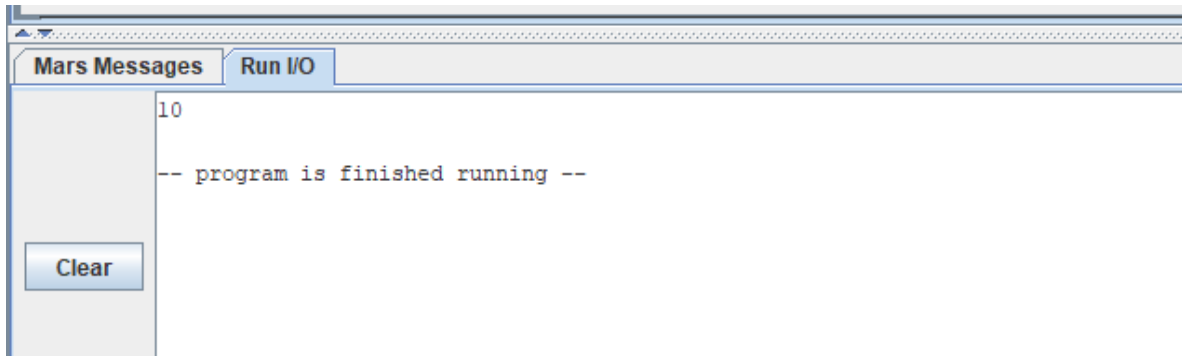 Mars Messages Run I/O
10
-- program is finished running --
Clear